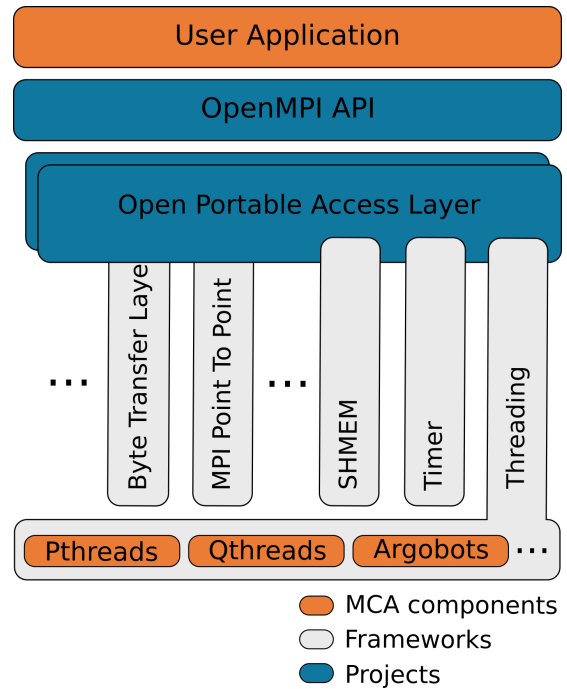 User Application
OpenMPI API
Open Portable Access Layer
...
Byte Transfer Laye
MPI Point To Point
...
SHMEM
Timer
Threading
Pthreads
Qthreads
Argobots
...
MCA components
Frameworks
Projects